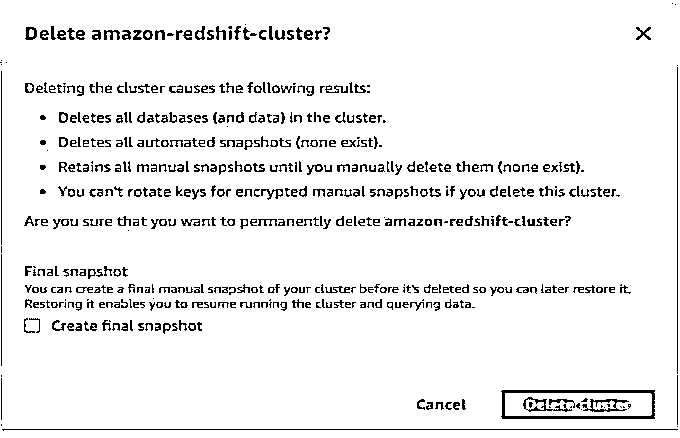 Delete amazon-redshift-cluster?
Deleting the cluster causes the following results:
• Deletes all databases (and data) in the cluster.
• Deletes all automated snapshots (none exist).
• Retains all manual snapshots until you manually delete them (none exist).
• You can't rotate keys for encrypted manual snapshots if you delete this cluster.
Are you sure that you want to permanently delete amazon-redshift-cluster?
Final snapshot
You can create a final manual snapshot of your cluster before it's deleted so you can later restore it.
Restoring it enables you to resume running the cluster and querying data.
Create final snapshot
Cancel
Delete cluster